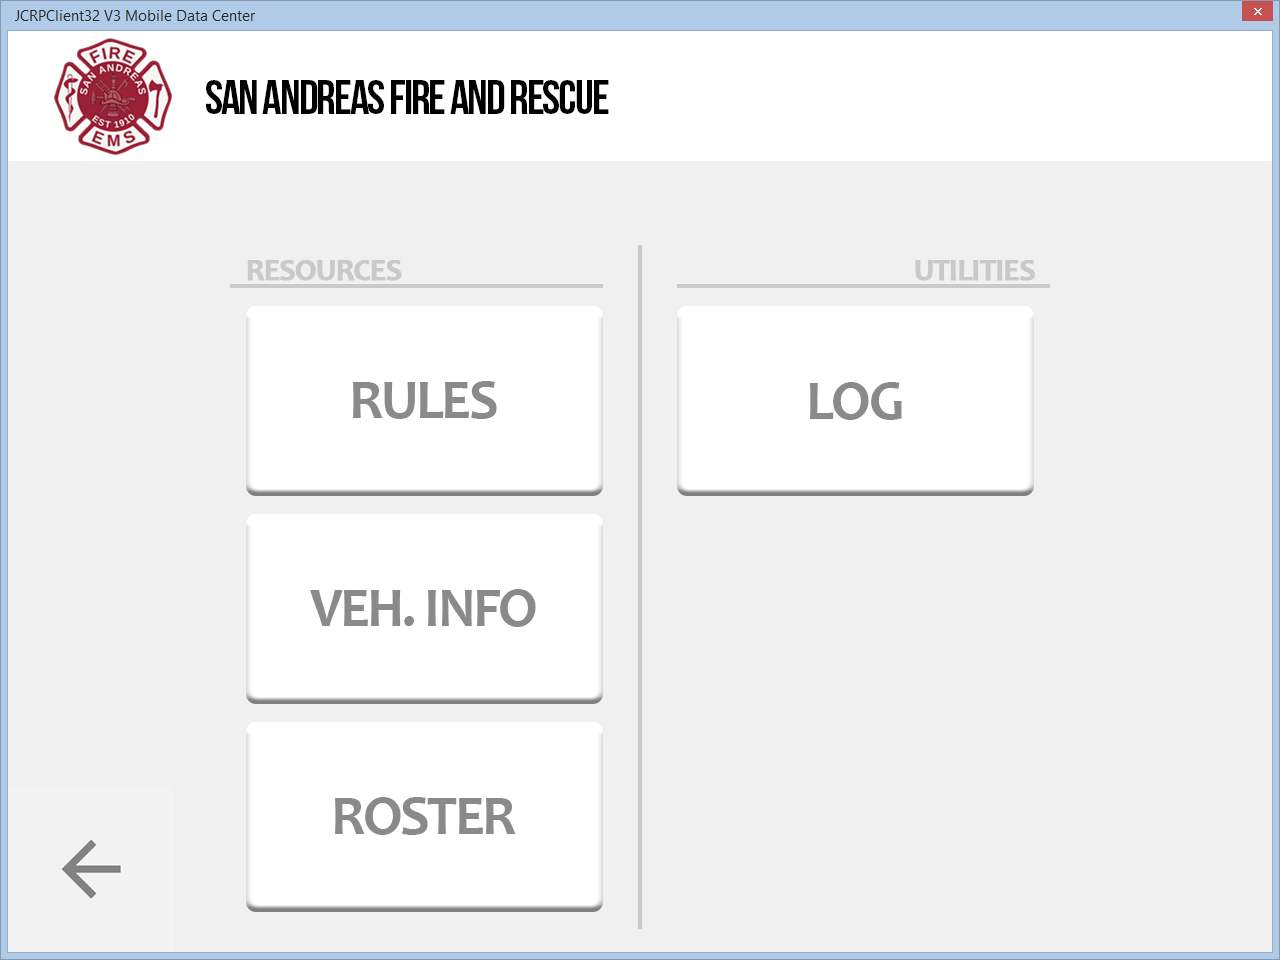 JCRPClient32 V3 Mobile Data Center
FIRE
SAN ANDREAS
EST 1910
EMS
SAN ANDREAS FIRE AND RESCUE
RESOURCES
RULES
VEH. INFO
ROSTER
UTILITIES
LOG